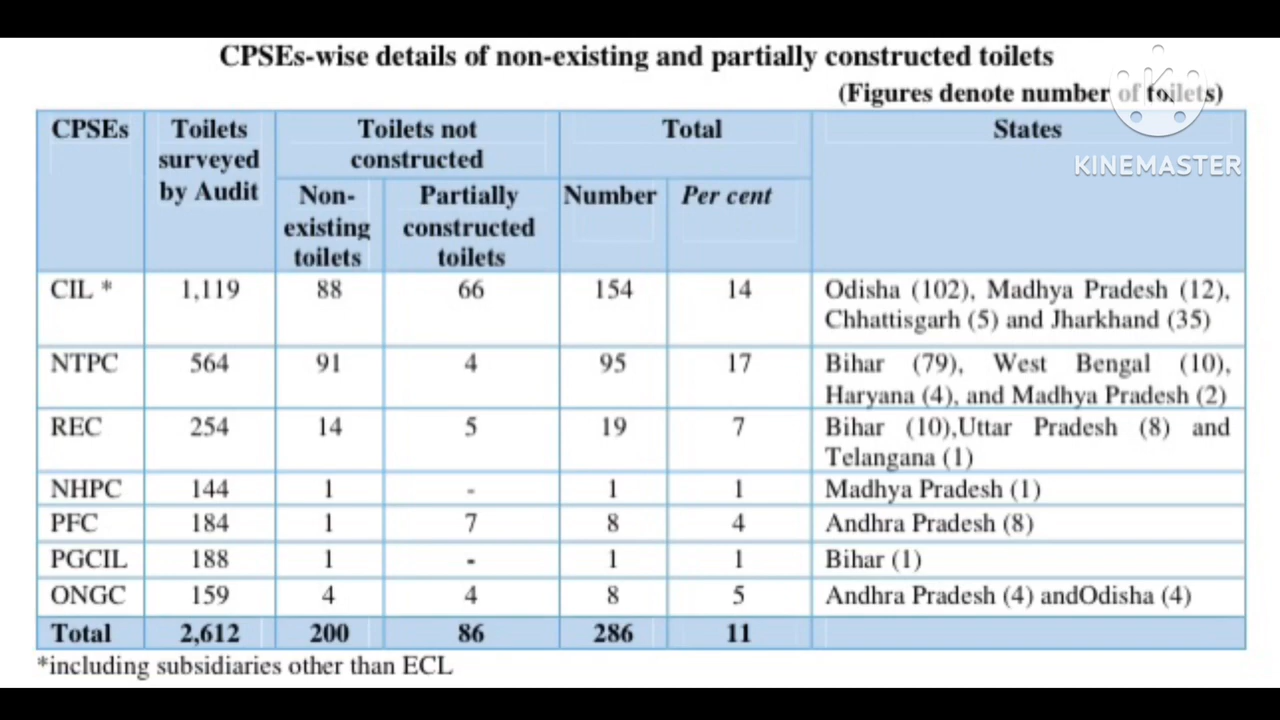 CPSEs-wise details of non-existing and partially constructed toilets
(Figures denote number of toilets)
KINEMASTER
CPSEs Toilets surveyed by Audit Toilets not constructed Total States
Non-existing toilets Partially constructed toilets Number Per cent
CIL * 1,119 88 66 154 14 Odisha (102), Madhya Pradesh (12),
Chhattisgarh (5) and Jharkhand (35)
NTPC 564 91 4 95 17 Bihar (79), West Bengal (10),
Haryana (4), and Madhya Pradesh (2)
REC 254 14 5 19 7 Bihar (10),Uttar Pradesh (8) and
Telangana (1)
NHPC 144 1 - 1 1 Madhya Pradesh (1)
PFC 184 1 7 8 4 Andhra Pradesh (8)
PGCIL 188 1 - 1 1 Bihar (1)
ONGC 159 4 4 8 5 Andhra Pradesh (4) andOdisha (4)
Total 2,612 200 86 286 11
*including subsidiaries other than ECL